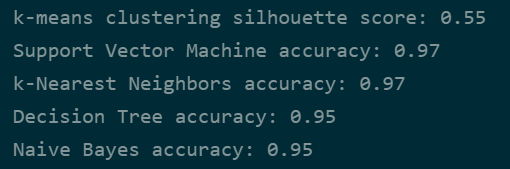 k-means clustering silhouette score: 0.55
Support Vector Machine accuracy: 0.97
k-Nearest Neighbors accuracy: 0.97
Decision Tree accuracy: 0.95
Naive Bayes accuracy: 0.95